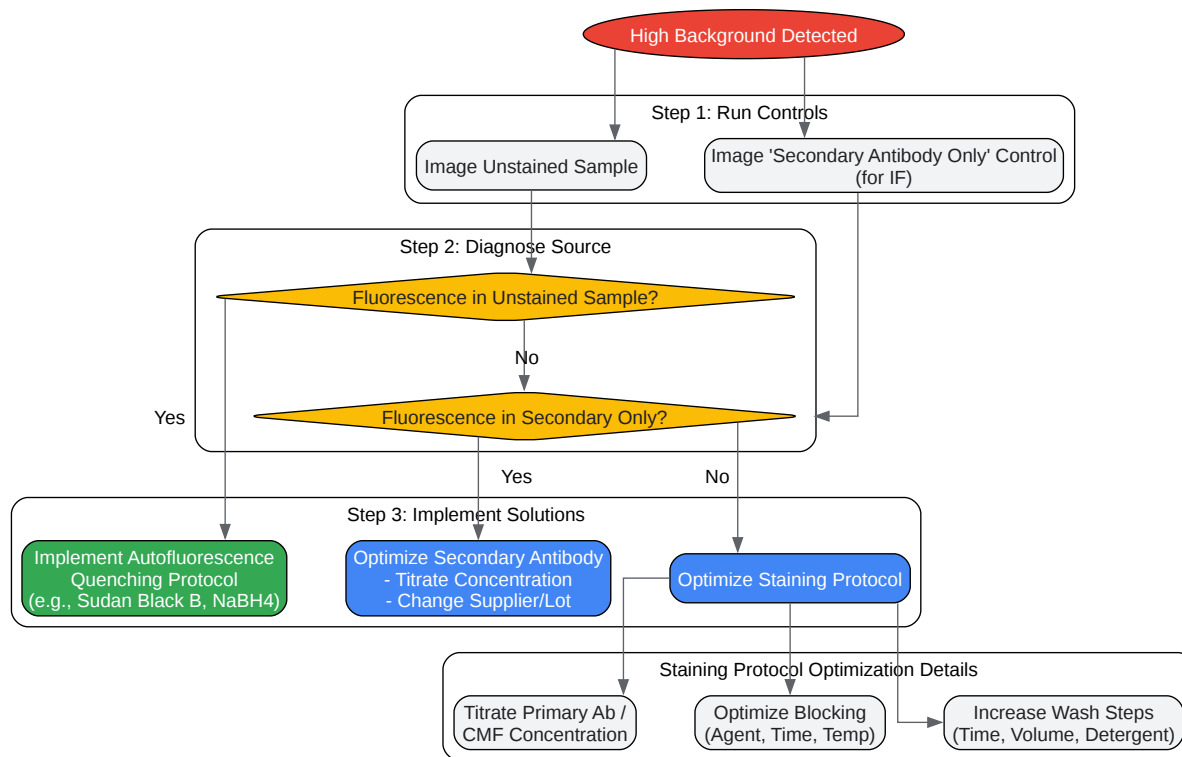 High Background Detected
Step 1: Run Controls
Image Unstained Sample
Image 'Secondary Antibody Only' Control
(for IF)
Step 2: Diagnose Source
Fluorescence in Unstained Sample?
No
Yes
Fluorescence in Secondary Only?
Yes
No
Step 3: Implement Solutions
Implement Autofluorescence
Quenching Protocol
(e.g., Sudan Black B, NaBH4)
Optimize Secondary Antibody
- Titrate Concentration
- Change Supplier/Lot
Optimize Staining Protocol
Staining Protocol Optimization Details
Titrate Primary Ab /
CMF Concentration
Optimize Blocking
(Agent, Time, Temp)
Increase Wash Steps
(Time, Volume, Detergent)